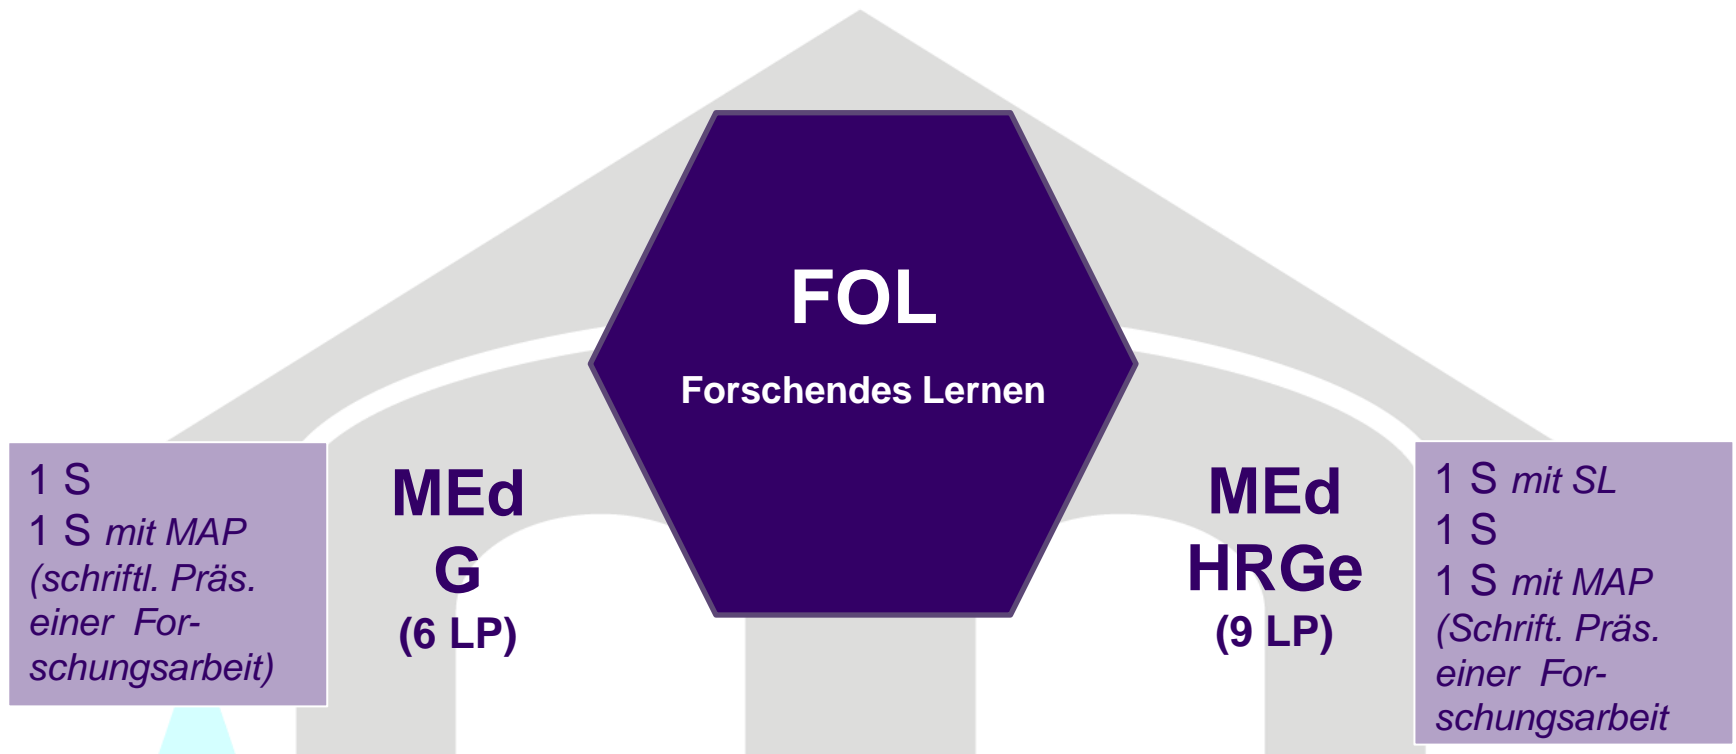 FOL
Forschendes Lernen
1 S
1 S mit MAP
(schriftl. Präs.
einer For-
schungsarbeit)
MEd
G
(6 LP)
MEd
HRGe
(9 LP)
1 S mit SL
1 S
1 S mit MAP
(Schrift. Präs.
einer For-
schungsarbeit